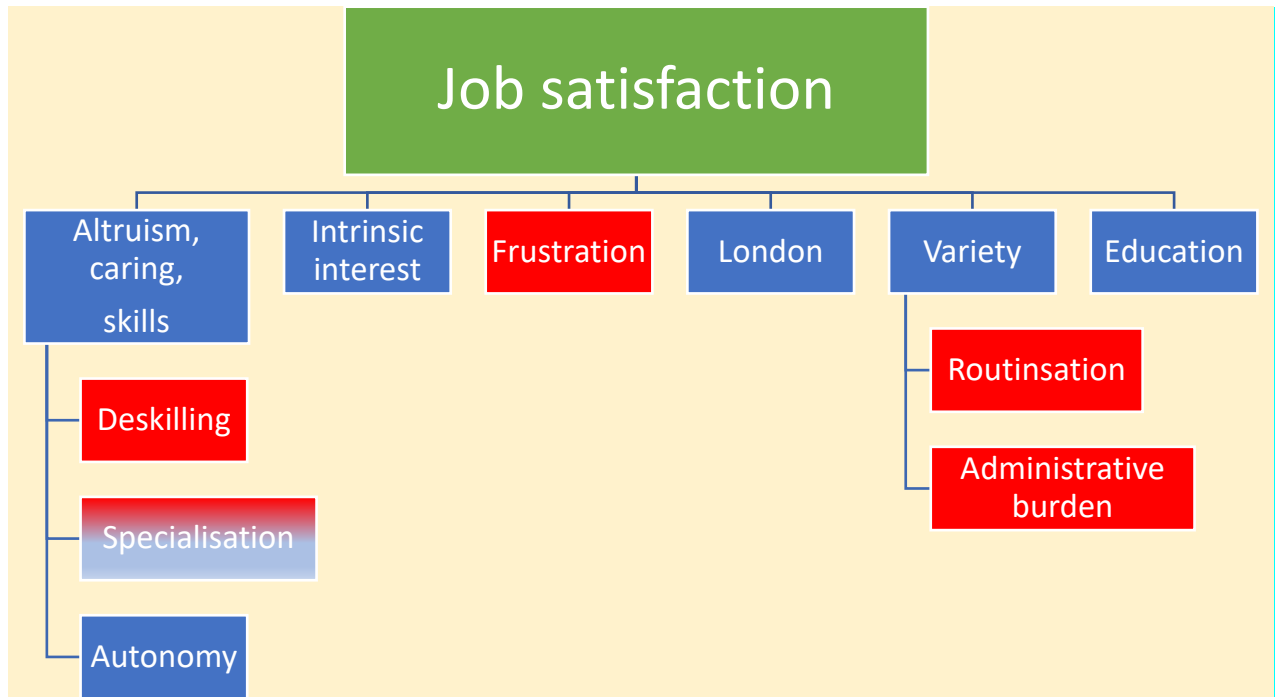 Job satisfaction
Altruism,
caring,
skills
Intrinsic
interest
Frustration
London
Variety
Education
Deskilling
Specialisation
Autonomy
Routinsation
Administrative
burden